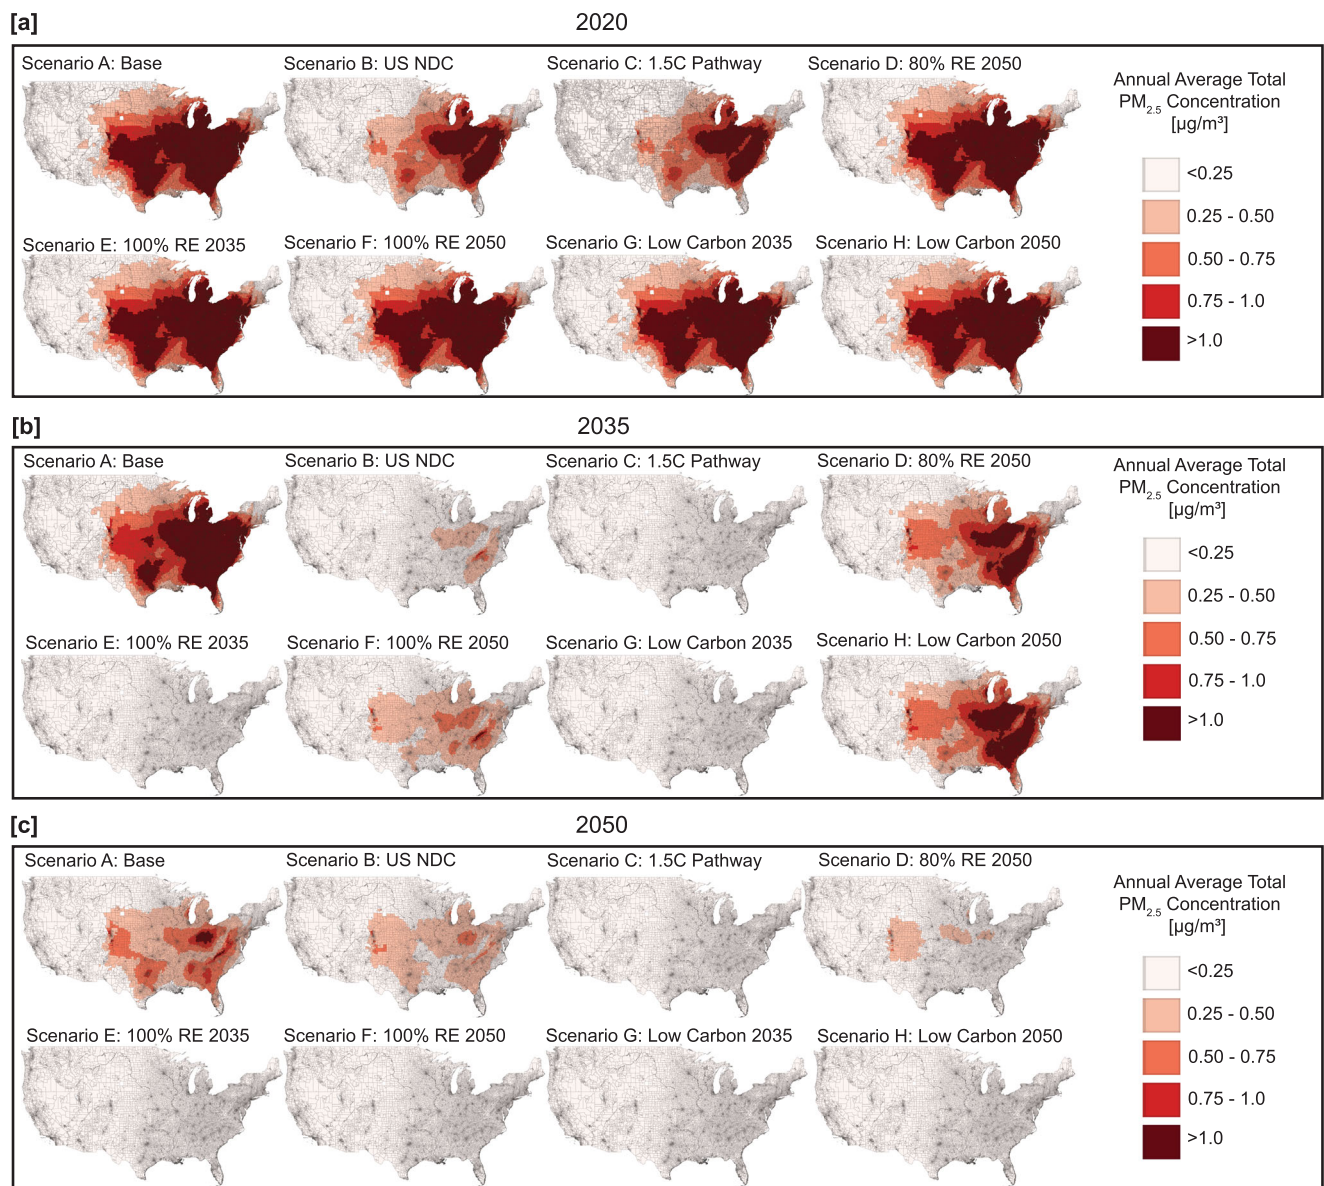 [a]
2020
Scenario A: Base
Scenario B: US NDC
Scenario C: 1.5C Pathway
Scenario D: 80% RE 2050
Scenario E: 100% RE 2035
Scenario F: 100% RE 2050
Scenario G: Low Carbon 2035
Scenario H: Low Carbon 2050
Annual Average Total
PM2.5 Concentration
[µg/m³]
<0.25
0.25 - 0.50
0.50 - 0.75
0.75 - 1.0
>1.0
[b]
2035
Scenario A: Base
Scenario B: US NDC
Scenario C: 1.5C Pathway
Scenario D: 80% RE 2050
Scenario E: 100% RE 2035
Scenario F: 100% RE 2050
Scenario G: Low Carbon 2035
Scenario H: Low Carbon 2050
Annual Average Total
PM2.5 Concentration
[µg/m³]
<0.25
0.25 - 0.50
0.50 - 0.75
0.75 - 1.0
>1.0
[c]
2050
Scenario A: Base
Scenario B: US NDC
Scenario C: 1.5C Pathway
Scenario D: 80% RE 2050
Scenario E: 100% RE 2035
Scenario F: 100% RE 2050
Scenario G: Low Carbon 2035
Scenario H: Low Carbon 2050
Annual Average Total
PM2.5 Concentration
[µg/m³]
<0.25
0.25 - 0.50
0.50 - 0.75
0.75 - 1.0
>1.0